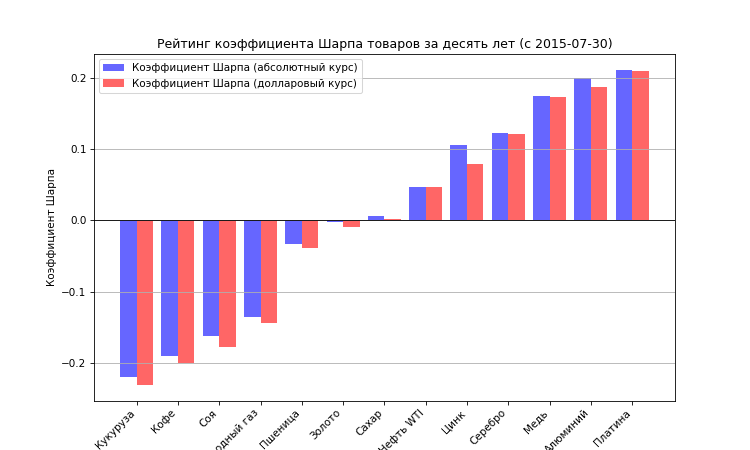 Рейтинг коэффициента Шарпа товаров за десять лет (с 2015-07-30)
Коэффициент Шарпа (абсолютный курс)
Коэффициент Шарпа (долларовый курс)
Коэффициент Шарпа
0.2
0.1
0.0
−0.1
−0.2
Кукуруза
Кофе
Соя
одный газ
Пшеница
Золото
Сахар
Нефть WTI
Цинк
Серебро
Медь
Алюминий
Платина